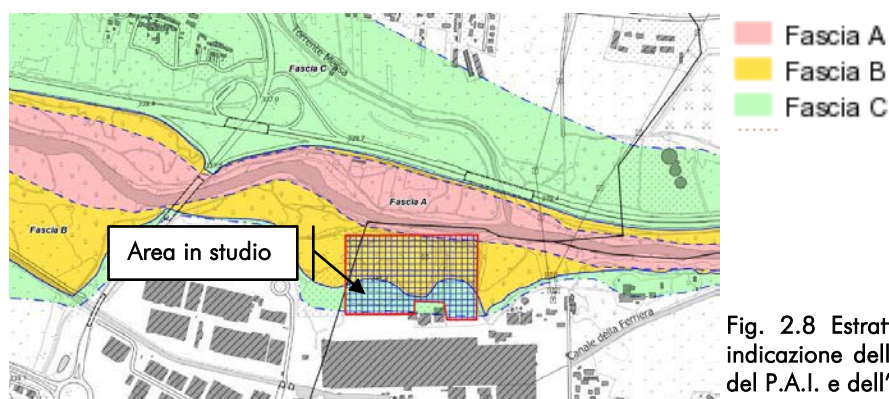 Torrente Mussa
Fascia C
Fascia A
Fascia B
Area in studio
Canale della Ferriera
Fascia A
Fascia B
Fascia C
Fig. 2.8 Estrat
indicazione dell
del P.A.I. e dell'